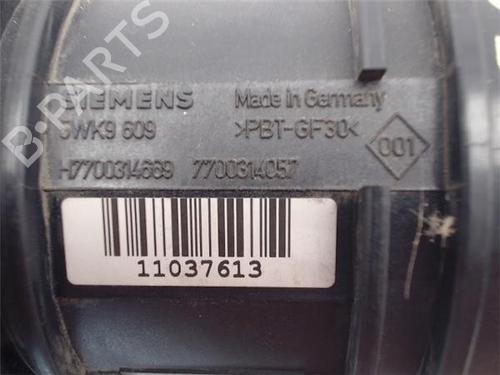 B-PARTS
SIEMENS
Made in Germany
5WK9 609
>PBT-GF30<
001
H7700314669 7700314057
11037613